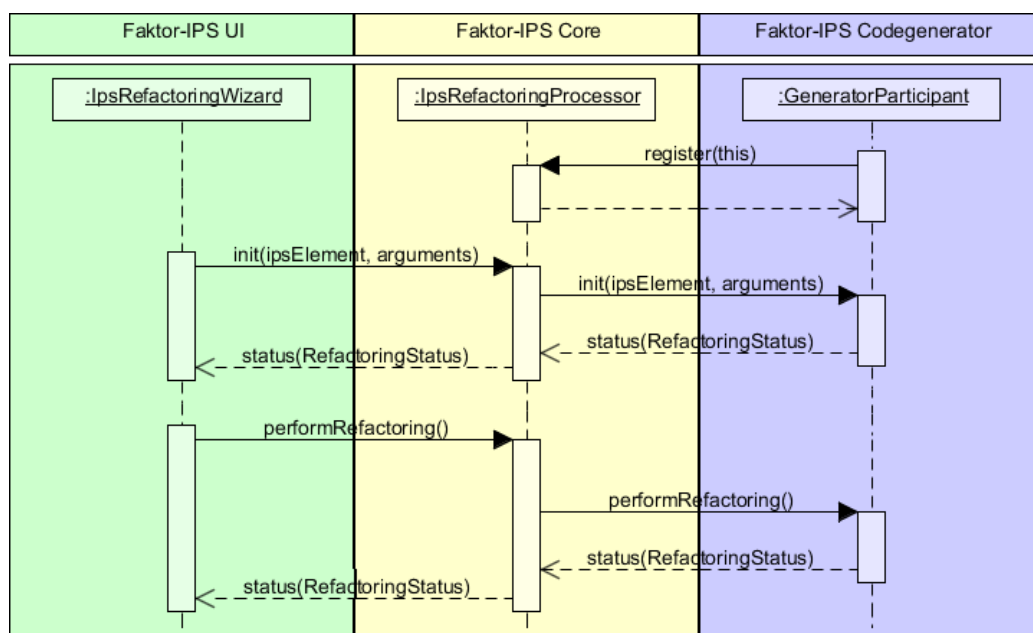 Faktor-IPS UI
Faktor-IPS Core
Faktor-IPS Codegenerator
:IpsRefactoringWizard
:IpsRefactoringProcessor
:GeneratorParticipant
register(this)
init(ipsElement, arguments)
init(ipsElement, arguments)
status(RefactoringStatus)
status(RefactoringStatus)
performRefactoring()
performRefactoring()
status(RefactoringStatus)
status(RefactoringStatus)